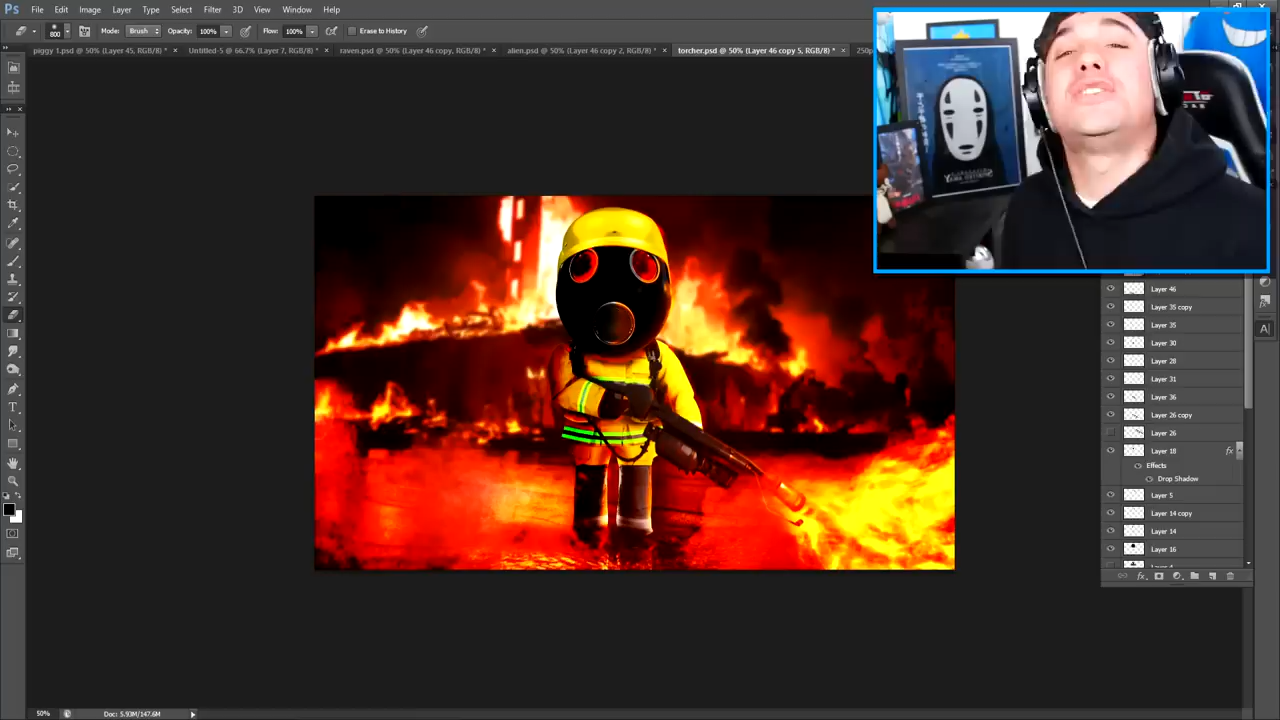 Ps File Edit Image Layer Type Select Filter 3D View Window Help
800 Mode: Brush Opacity: 100% Flow: 100% Erase to History
piggy 1.psd @ 50% (Layer 45, RGB/8) * × Untitled-5 @ 66.7% (Layer 7, RGB/8) * × raven.psd @ 50% (Layer 46 copy, RGB/8) * × alien.psd @ 50% (Layer 46 copy 2, RGB/8) * × torcher.psd @ 50% (Layer 46 copy 5, RGB/8) * × 250p
Layer 46
Layer 35 copy
Layer 35
Layer 30
Layer 28
Layer 31
Layer 36
Layer 26 copy
Layer 26
Layer 18 fx
Effects
Drop Shadow
Layer 5
Layer 14 copy
Layer 14
Layer 16
Layer 4
50% Doc: 5.93M/147.6M